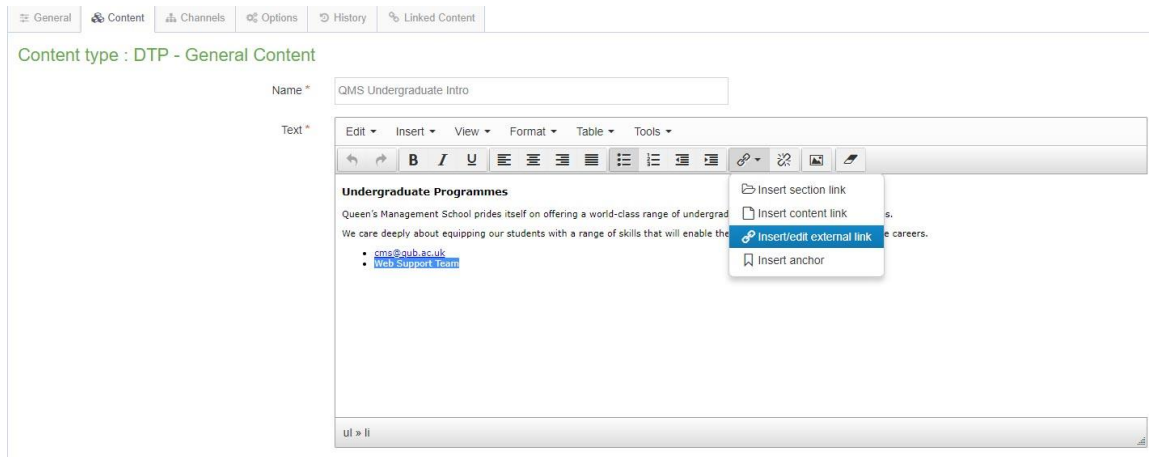 General Content Channels Options History Linked Content
Content type : DTP - General Content
Name * QMS Undergraduate Intro
Text * Edit Insert View Format Table Tools
B I U
Insert section link
Undergraduate Programmes
Queen's Management School prides itself on offering a world-class range of undergrad Insert content link s.
We care deeply about equipping our students with a range of skills that will enable the Insert/edit external link e careers.
cms@qub.ac.uk
Web Support Team
Insert anchor
ul » li